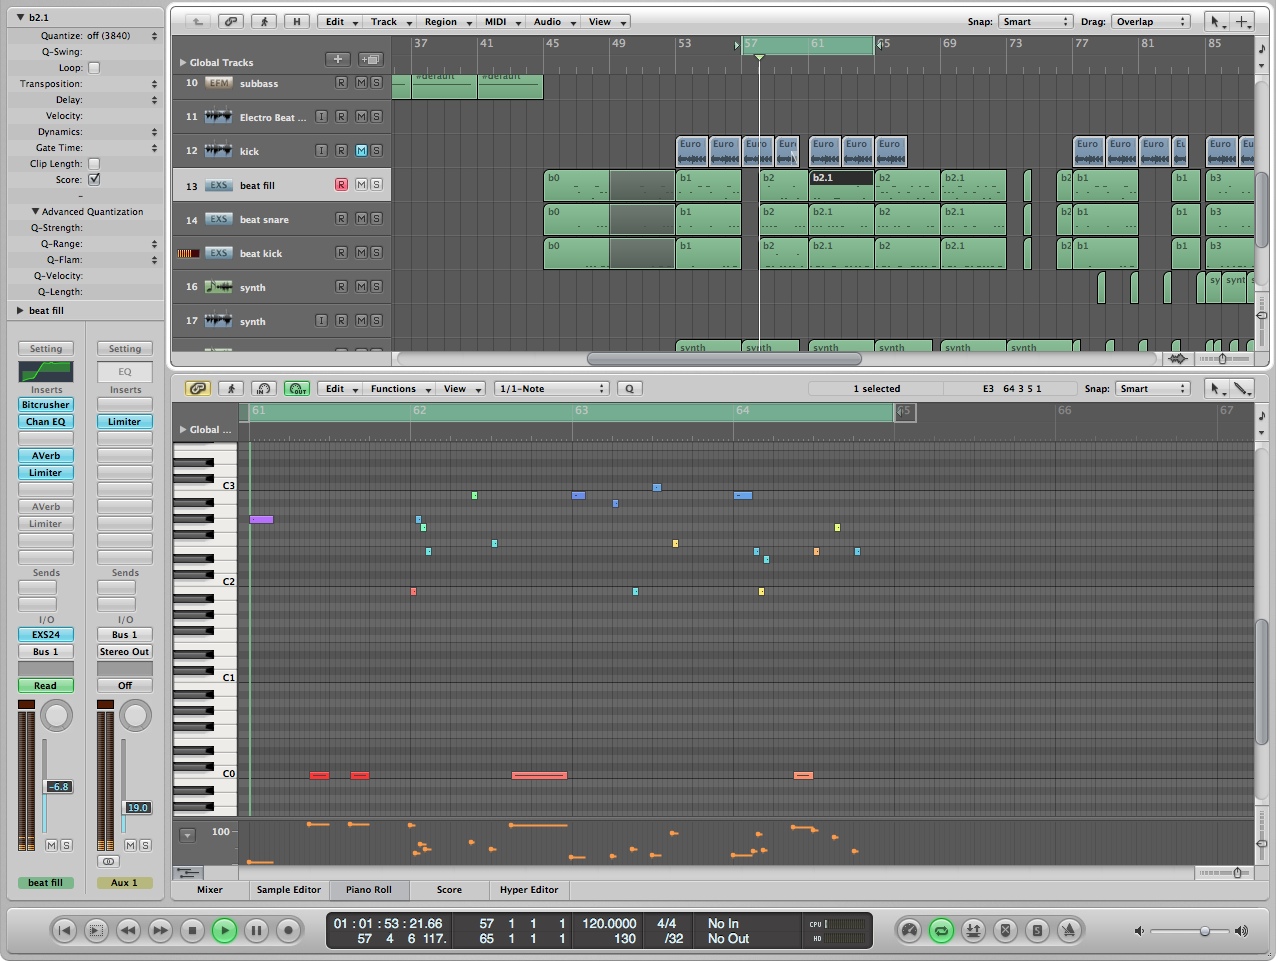 b2.1
Quantize: off (3840)
Q-Swing:
Loop:
Transposition:
Delay:
Velocity:
Dynamics:
Gate Time:
Clip Length:
Score:
–
Advanced Quantization
Q-Strength:
Q-Range:
Q-Flam:
Q-Velocity:
Q-Length:
beat fill
Setting
Inserts
Bitcrusher
Chan EQ
AVerb
Limiter
AVerb
Limiter
Sends
I/O
EXS24
Bus 1
Read
-6.8
M S
beat fill
Setting
EQ
Inserts
Limiter
Sends
I/O
Bus 1
Stereo Out
Off
19.0
M S
Aux 1
H Edit Track Region MIDI Audio View Snap: Smart Drag: Overlap
37 41 45 49 53 57 61 65 69 73 77 81 85
Global Tracks
10 EFM subbass R M S #default #default
11 Electro Beat ... I R M S
12 kick I R M S Euro Euro Euro Eur Euro Euro Euro Euro Euro Euro Eu Euro Eu
13 EXS beat fill R M S b0 b1 b2 b2.1 b2 b2.1 b2 b1 b1 b3
14 EXS beat snare R M S b0 b1 b2 b2.1 b2 b2.1 b2 b1 b1 b3
EXS beat kick R M S b0 b1 b2 b2.1 b2 b2.1 b2 b1 b1 b3
16 synth R M S sy synt s
17 synth I R M S
synth synth synth synth synth synth
IN OUT Edit Functions View 1/1-Note Q 1 selected E3 64 3 5 1 Snap: Smart
61 62 63 64 65 66 67
Global ...
C3
C2
C1
C0
100
Mixer Sample Editor Piano Roll Score Hyper Editor
01 : 01 : 53 : 21.66 57 1 1 1 120.0000 4/4 No In CPU
57 4 6 117. 65 1 1 1 130 /32 No Out HD
S